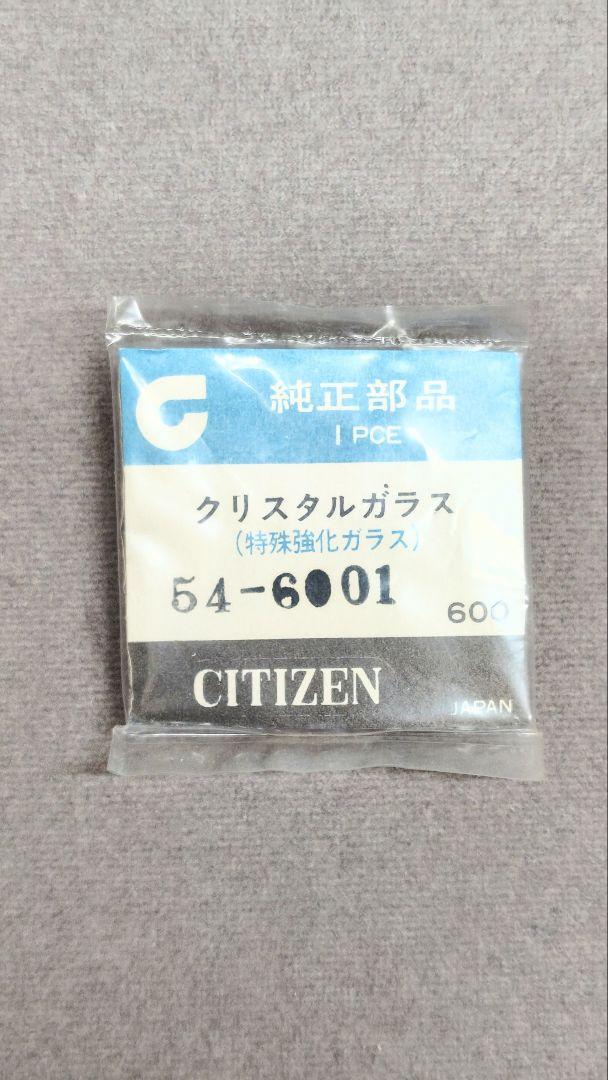 純正部品
1 PCE
クリスタルガラス
(特殊強化ガラス)
54-6001
600
CITIZEN
JAPAN